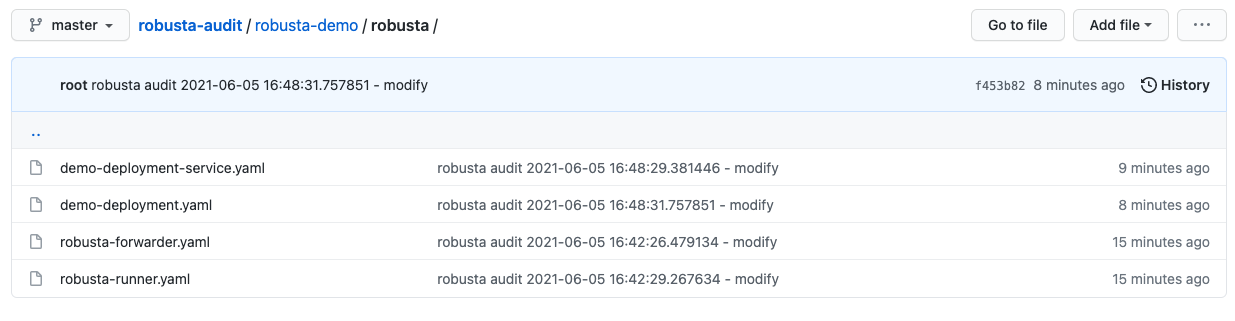 master robusta-audit / robusta-demo / robusta / Go to file Add file ...
root robusta audit 2021-06-05 16:48:31.757851 - modify f453b82 8 minutes ago History
..
demo-deployment-service.yaml robusta audit 2021-06-05 16:48:29.381446 - modify 9 minutes ago
demo-deployment.yaml robusta audit 2021-06-05 16:48:31.757851 - modify 8 minutes ago
robusta-forwarder.yaml robusta audit 2021-06-05 16:42:26.479134 - modify 15 minutes ago
robusta-runner.yaml robusta audit 2021-06-05 16:42:29.267634 - modify 15 minutes ago